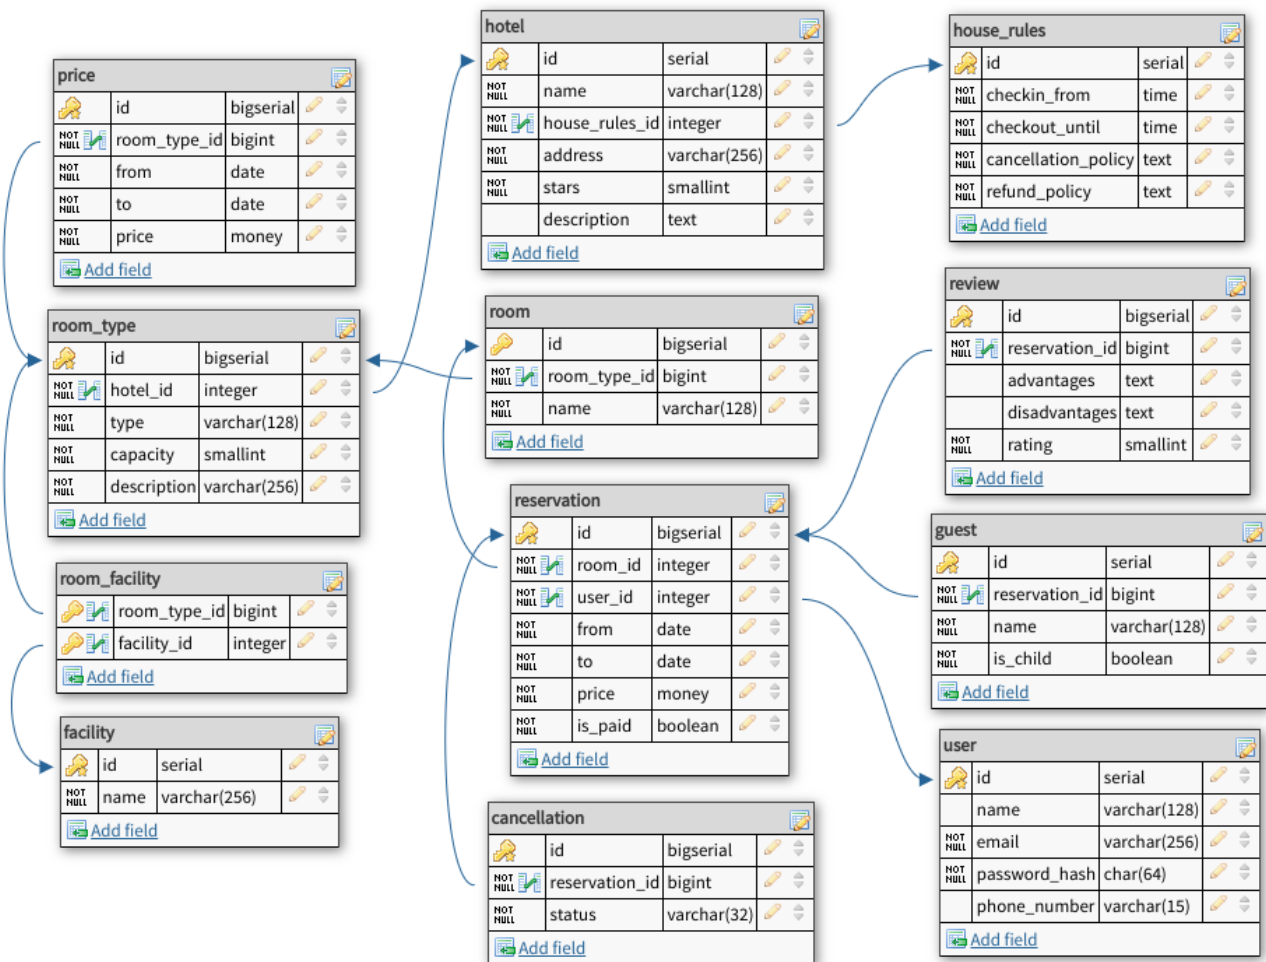 price
id bigserial
NOT NULL room_type_id bigint
NOT NULL from date
NOT NULL to date
NOT NULL price money
Add field
room_type
id bigserial
NOT NULL hotel_id integer
NOT NULL type varchar(128)
NOT NULL capacity smallint
NOT NULL description varchar(256)
Add field
room_facility
room_type_id bigint
facility_id integer
Add field
facility
id serial
NOT NULL name varchar(256)
Add field
hotel
id serial
NOT NULL name varchar(128)
NOT NULL house_rules_id integer
NOT NULL address varchar(256)
NOT NULL stars smallint
description text
Add field
room
id bigserial
NOT NULL room_type_id bigint
NOT NULL name varchar(128)
Add field
reservation
id bigserial
NOT NULL room_id integer
NOT NULL user_id integer
NOT NULL from date
NOT NULL to date
NOT NULL price money
NOT NULL is_paid boolean
Add field
cancellation
id bigserial
NOT NULL reservation_id bigint
NOT NULL status varchar(32)
Add field
house_rules
id serial
NOT NULL checkin_from time
NOT NULL checkout_until time
NOT NULL cancellation_policy text
NOT NULL refund_policy text
Add field
review
id bigserial
NOT NULL reservation_id bigint
advantages text
disadvantages text
NOT NULL rating smallint
Add field
guest
id serial
NOT NULL reservation_id bigint
NOT NULL name varchar(128)
NOT NULL is_child boolean
Add field
user
id serial
name varchar(128)
NOT NULL email varchar(256)
NOT NULL password_hash char(64)
phone_number varchar(15)
Add field